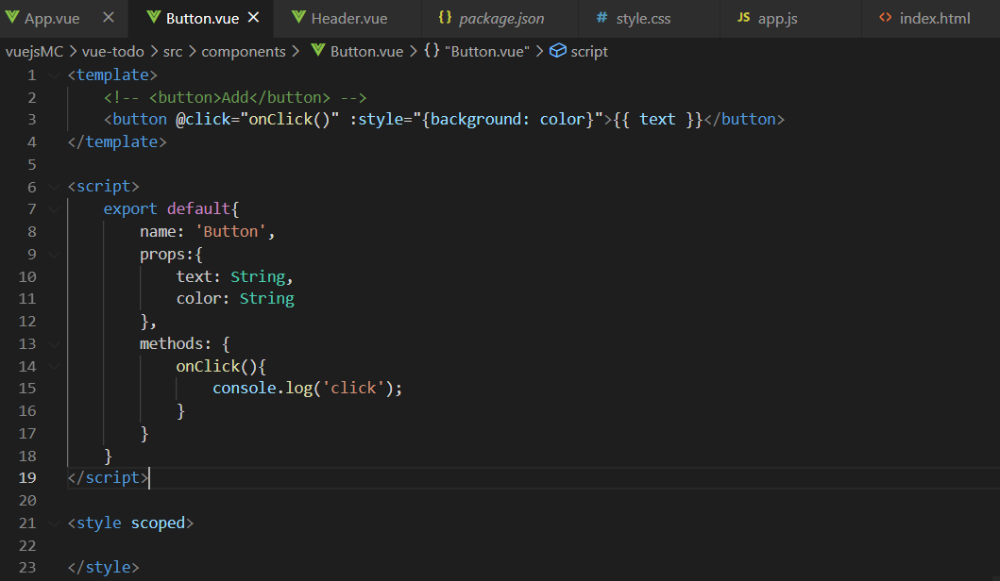 App.vue Button.vue Header.vue {} package.json # style.css JS app.js <> index.html
vuejsMC > vue-todo > src > components > Button.vue > {} "Button.vue" > script
1 <template>
2 <!-- <button>Add</button> -->
3 <button @click="onClick()" :style="{background: color}">{{ text }}</button>
4 </template>
5
6 <script>
7 export default{
8 name: 'Button',
9 props:{
10 text: String,
11 color: String
12 },
13 methods: {
14 onClick(){
15 console.log('click');
16 }
17 }
18 }
19 </script>
20
21 <style scoped>
22
23 </style>